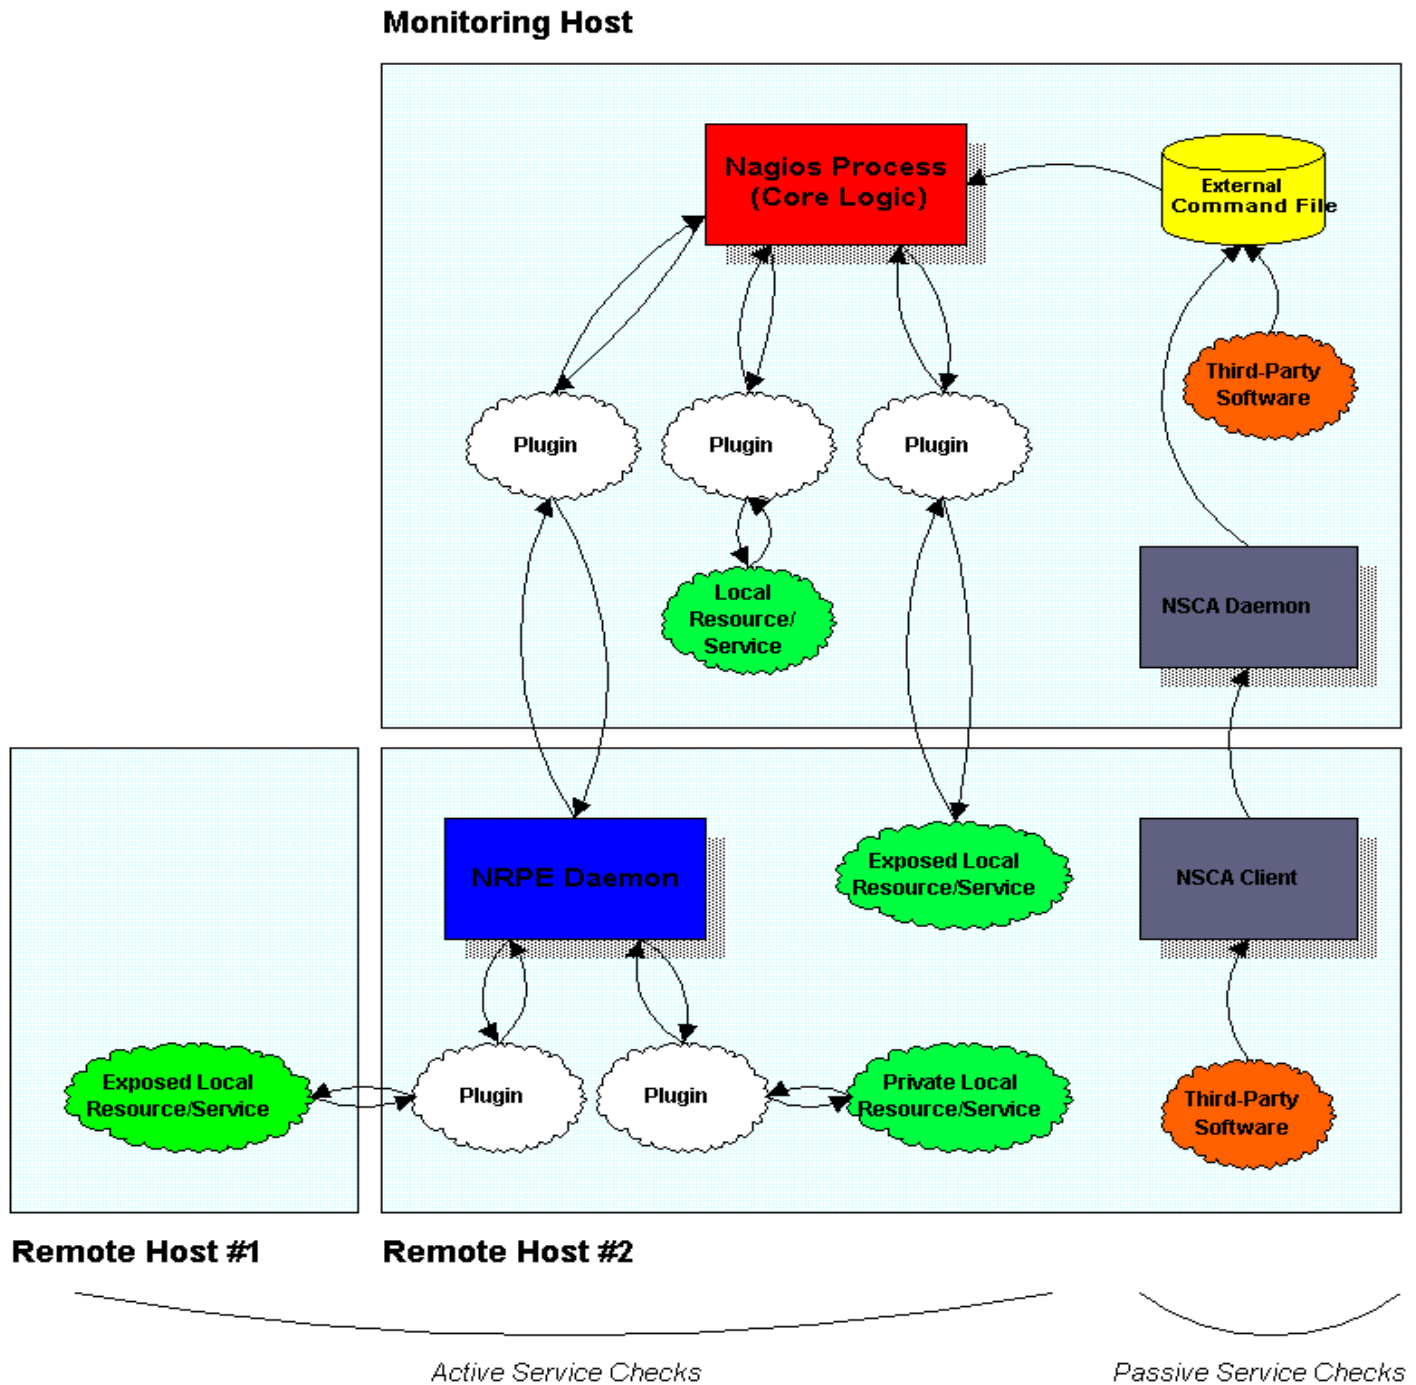 Monitoring Host
Nagios Process
(Core Logic)
External
Command File
Third-Party
Software
Plugin
Plugin
Plugin
Local
Resource/
Service
NSCA Daemon
NRPE Daemon
Exposed Local
Resource/Service
NSCA Client
Exposed Local
Resource/Service
Plugin
Plugin
Private Local
Resource/Service
Third-Party
Software
Remote Host #1
Remote Host #2
Active Service Checks
Passive Service Checks